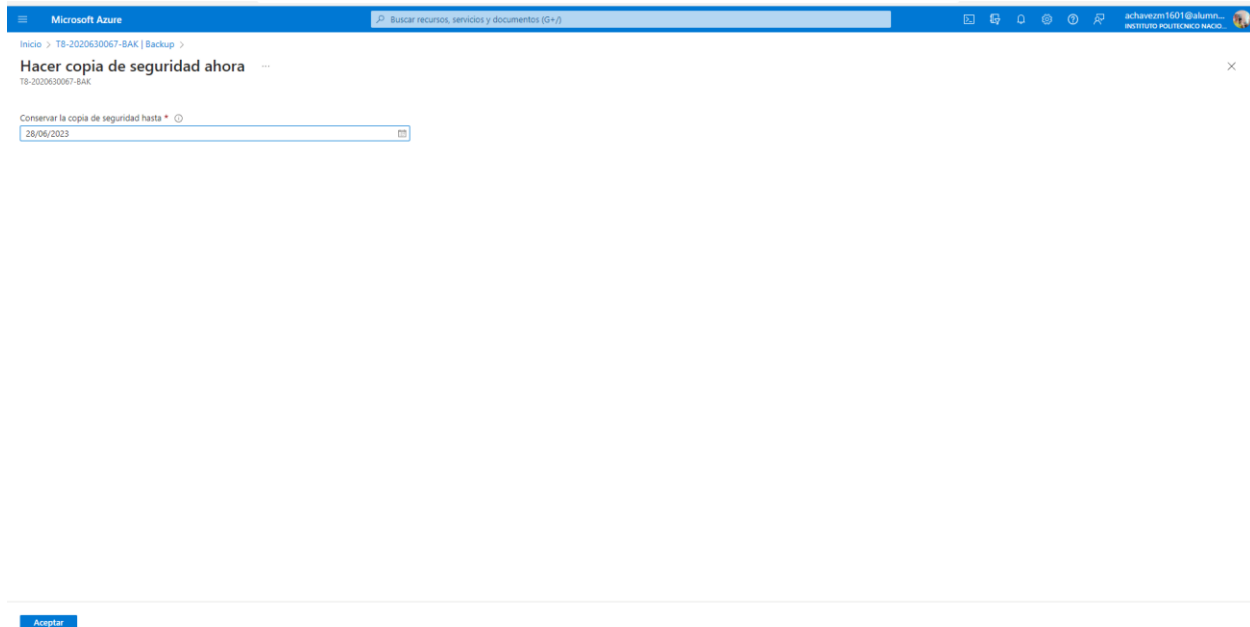 Microsoft Azure
Buscar recursos, servicios y documentos (G+/)
achavezm1601@alumn...
INSTITUTO POLITECNICO NACIO...
Inicio > T8-2020630067-BAK | Backup >
Hacer copia de seguridad ahora ...
T8-2020630067-BAK
Conservar la copia de seguridad hasta *
28/06/2023
Aceptar